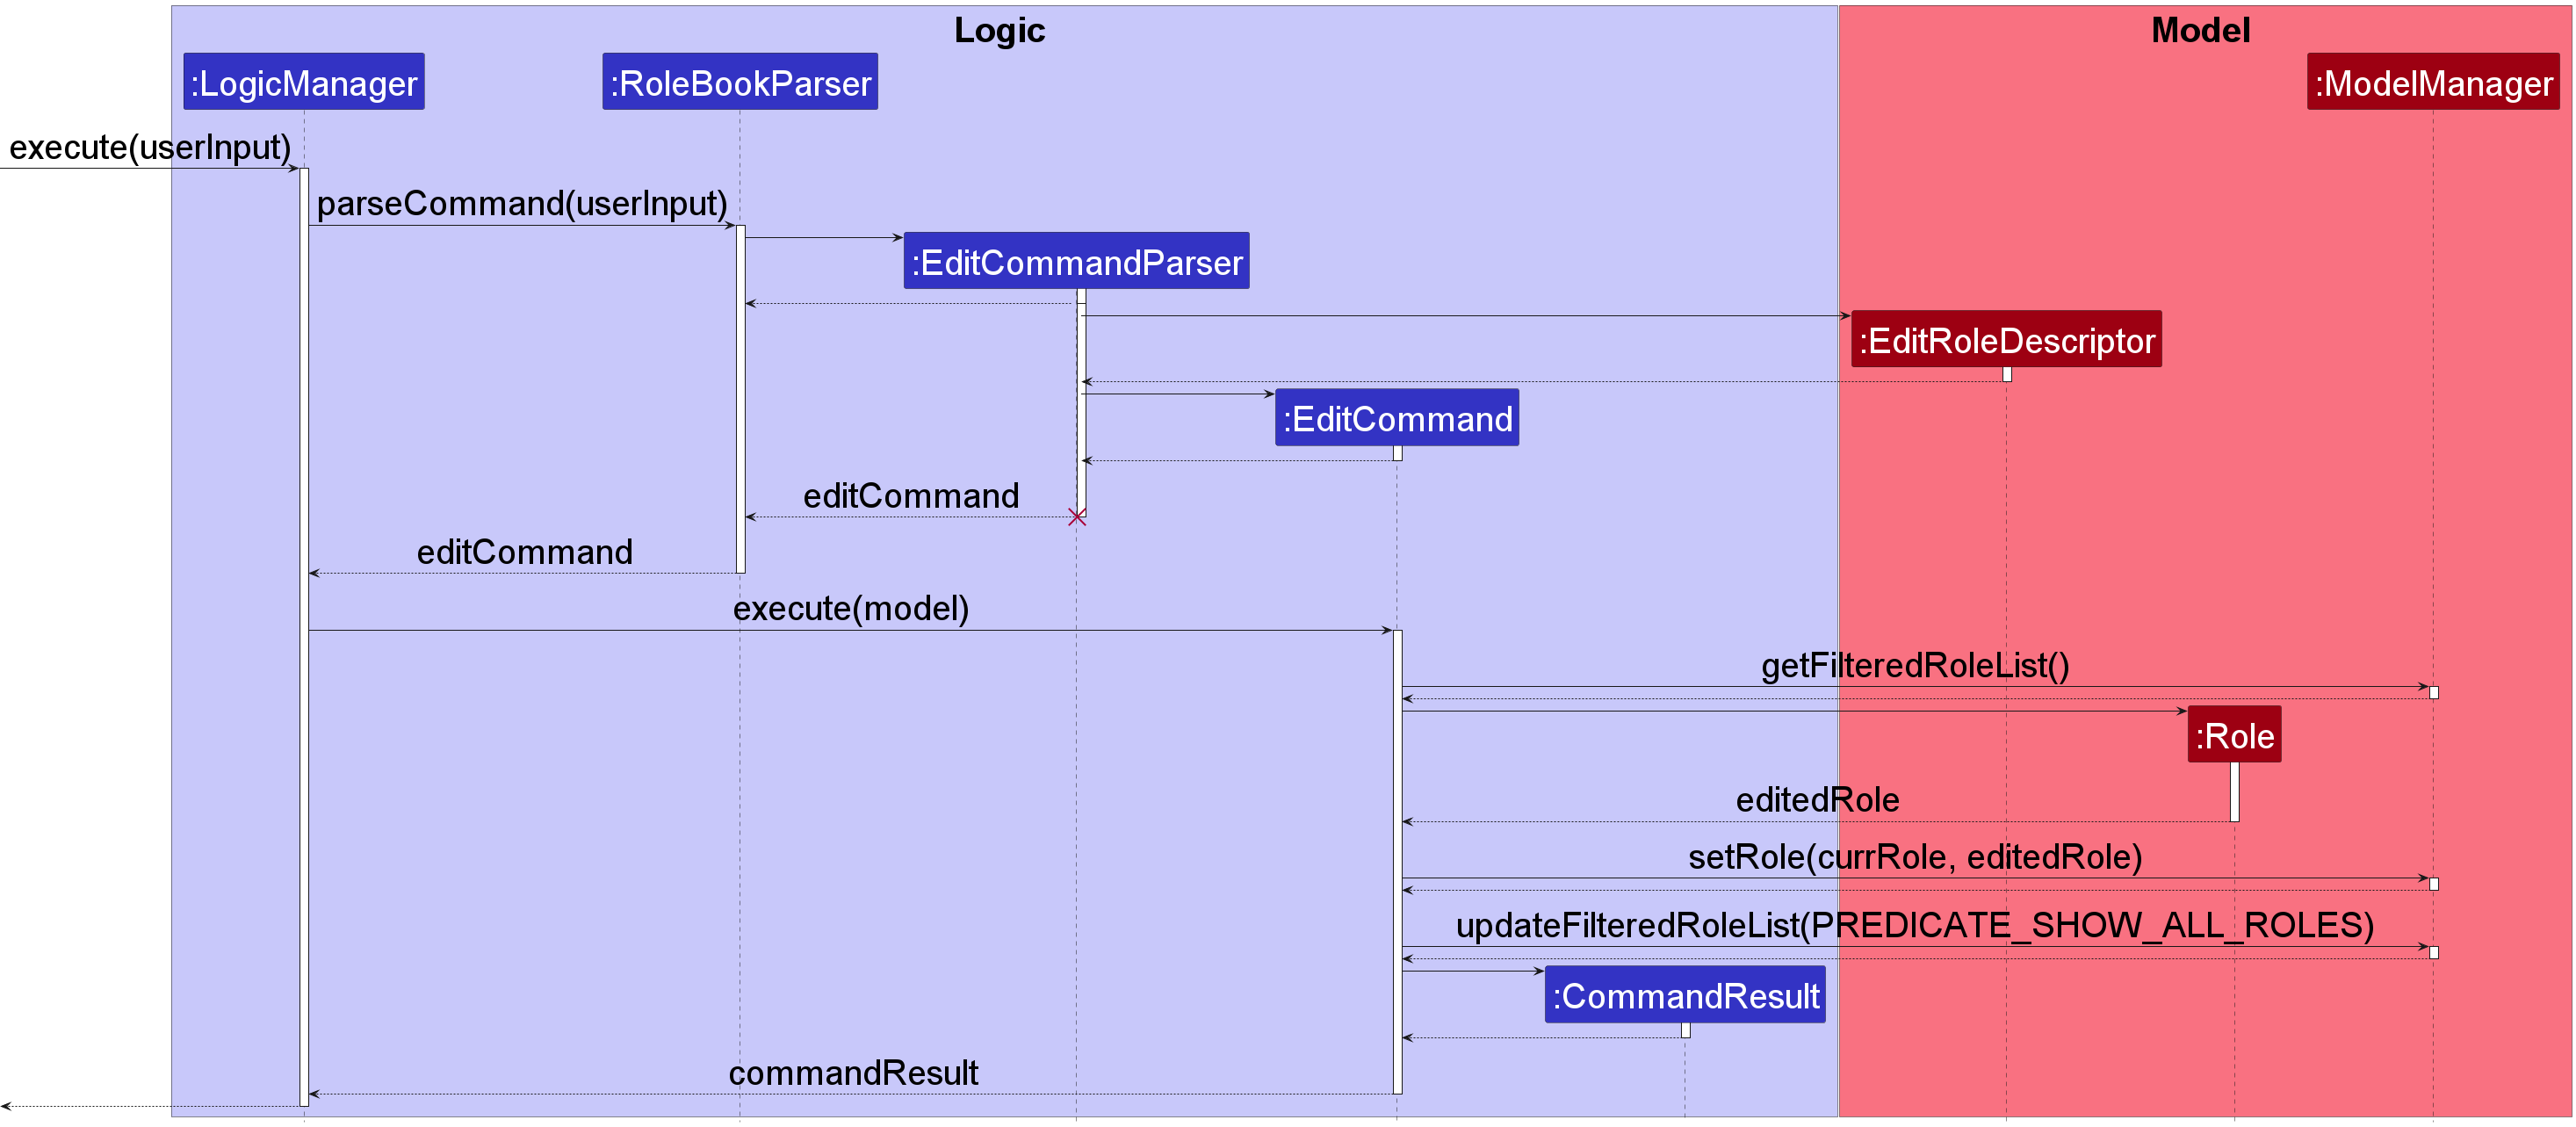 Logic
Model
:LogicManager
:RoleBookParser
:ModelManager
execute(userInput)
parseCommand(userInput)
:EditCommandParser
:EditRoleDescriptor
:EditCommand
editCommand
editCommand
execute(model)
getFilteredRoleList()
:Role
editedRole
setRole(currRole, editedRole)
updateFilteredRoleList(PREDICATE_SHOW_ALL_ROLES)
:CommandResult
commandResult